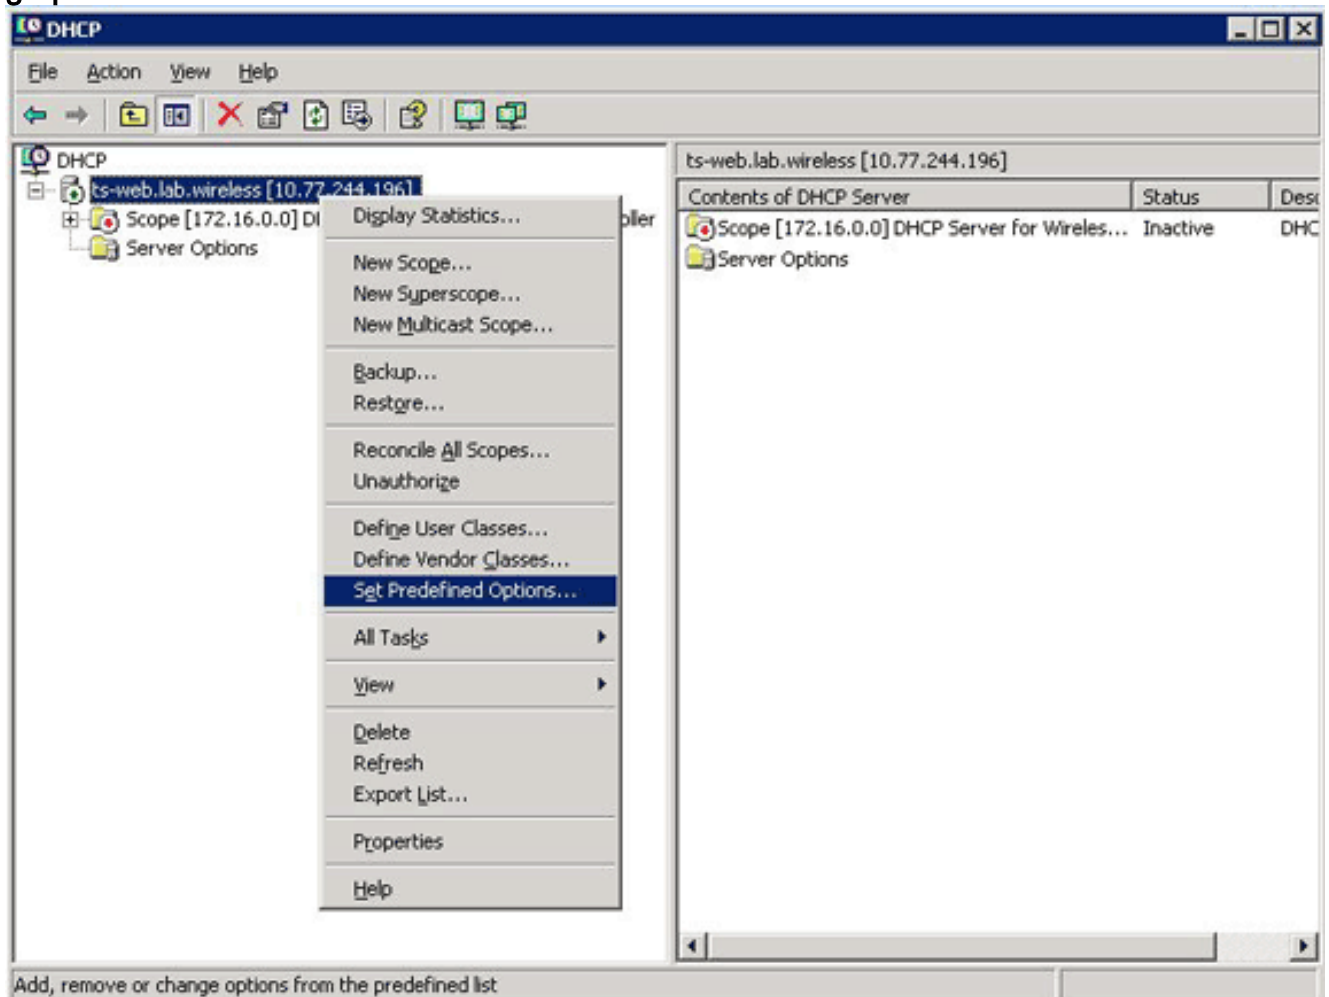 DHCP
File Action View Help
DHCP
ts-web.lab.wireless [10.77.244.196]
Scope [172.16.0.0] D
Server Options
Display Statistics...
New Scope...
New Superscope...
New Multicast Scope...
Backup...
Restore...
Reconcile All Scopes...
Unauthorize
Define User Classes...
Define Vendor Classes...
Set Predefined Options...
All Tasks
View
Delete
Refresh
Export List...
Properties
Help
ts-web.lab.wireless [10.77.244.196]
Contents of DHCP Server Status Desc
Scope [172.16.0.0] DHCP Server for Wireles... Inactive DHC
Server Options
Add, remove or change options from the predefined list